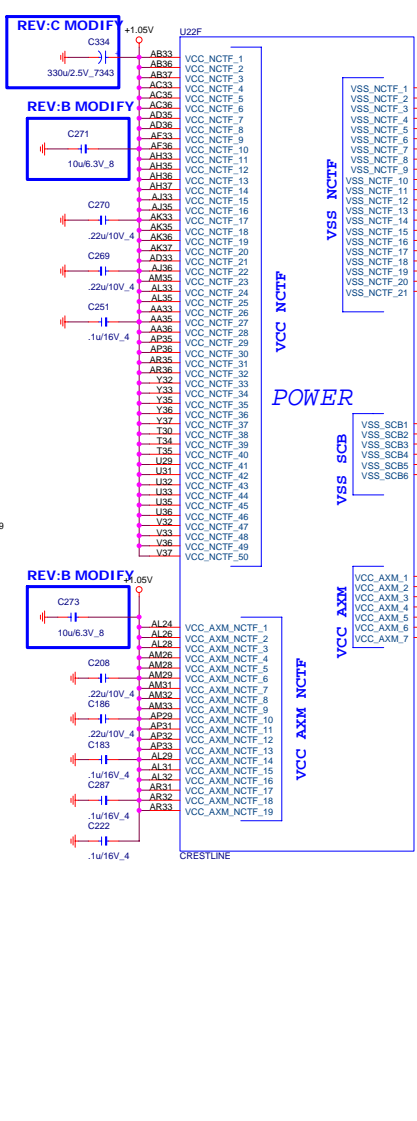 REV:C MODIFY
+1.05V
U22F
C334
330u/2.5V_7343
REV:B MODIFY
C271
10u/6.3V_8
C270
.22u/10V_4
C269
.22u/10V_4
C251
.1u/16V_4
AB33 VCC_NCTF_1
AB36 VCC_NCTF_2
AB37 VCC_NCTF_3
AC33 VCC_NCTF_4
AC35 VCC_NCTF_5
AC36 VCC_NCTF_6
AD35 VCC_NCTF_7
AD36 VCC_NCTF_8
AF33 VCC_NCTF_9
AF36 VCC_NCTF_10
AH33 VCC_NCTF_11
AH35 VCC_NCTF_12
AH36 VCC_NCTF_13
AH37 VCC_NCTF_14
AJ33 VCC_NCTF_15
AJ35 VCC_NCTF_16
AK33 VCC_NCTF_17
AK35 VCC_NCTF_18
AK36 VCC_NCTF_19
AK37 VCC_NCTF_20
AD33 VCC_NCTF_21
AJ36 VCC_NCTF_22
AM35 VCC_NCTF_23
AL33 VCC_NCTF_24
AL35 VCC_NCTF_25
AA33 VCC_NCTF_26
AA35 VCC_NCTF_27
AA36 VCC_NCTF_28
AP35 VCC_NCTF_29
AP36 VCC_NCTF_30
AR35 VCC_NCTF_31
AR36 VCC_NCTF_32
Y32 VCC_NCTF_33
Y33 VCC_NCTF_34
Y35 VCC_NCTF_35
Y36 VCC_NCTF_36
Y37 VCC_NCTF_37
T30 VCC_NCTF_38
T34 VCC_NCTF_39
T35 VCC_NCTF_40
U29 VCC_NCTF_41
U31 VCC_NCTF_42
U32 VCC_NCTF_43
U33 VCC_NCTF_44
U35 VCC_NCTF_45
U36 VCC_NCTF_46
V32 VCC_NCTF_47
V33 VCC_NCTF_48
V36 VCC_NCTF_49
V37 VCC_NCTF_50
VCC NCTF
VSS NCTF
VSS_NCTF_1
VSS_NCTF_2
VSS_NCTF_3
VSS_NCTF_4
VSS_NCTF_5
VSS_NCTF_6
VSS_NCTF_7
VSS_NCTF_8
VSS_NCTF_9
VSS_NCTF_10
VSS_NCTF_11
VSS_NCTF_12
VSS_NCTF_13
VSS_NCTF_14
VSS_NCTF_15
VSS_NCTF_16
VSS_NCTF_17
VSS_NCTF_18
VSS_NCTF_19
VSS_NCTF_20
VSS_NCTF_21
POWER
VSS SCB
VSS_SCB1
VSS_SCB2
VSS_SCB3
VSS_SCB4
VSS_SCB5
VSS_SCB6
9
REV:B MODIFY
+1.05V
C273
10u/6.3V_8
C208
.22u/10V_4
C186
.22u/10V_4
C183
.1u/16V_4
C287
.1u/16V_4
C222
.1u/16V_4
AL24 VCC_AXM_NCTF_1
AL26 VCC_AXM_NCTF_2
AL28 VCC_AXM_NCTF_3
AM26 VCC_AXM_NCTF_4
AM28 VCC_AXM_NCTF_5
AM29 VCC_AXM_NCTF_6
AM31 VCC_AXM_NCTF_7
AM32 VCC_AXM_NCTF_8
AM33 VCC_AXM_NCTF_9
AP29 VCC_AXM_NCTF_10
AP31 VCC_AXM_NCTF_11
AP32 VCC_AXM_NCTF_12
AP33 VCC_AXM_NCTF_13
AL29 VCC_AXM_NCTF_14
AL31 VCC_AXM_NCTF_15
AL32 VCC_AXM_NCTF_16
AR31 VCC_AXM_NCTF_17
AR32 VCC_AXM_NCTF_18
AR33 VCC_AXM_NCTF_19
VCC AXM NCTF
VCC AXM
VCC_AXM_1
VCC_AXM_2
VCC_AXM_3
VCC_AXM_4
VCC_AXM_5
VCC_AXM_6
VCC_AXM_7
CRESTLINE